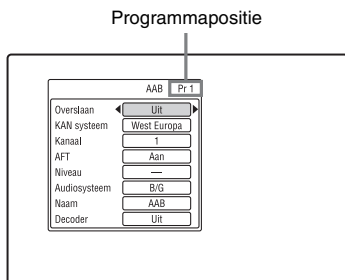 Programmapositie
AAB Pr 1
Overslaan Uit
KAN systeem West Europa
Kanaal 1
AFT Aan
Niveau —
Audiosysteem B/G
Naam AAB
Decoder Uit